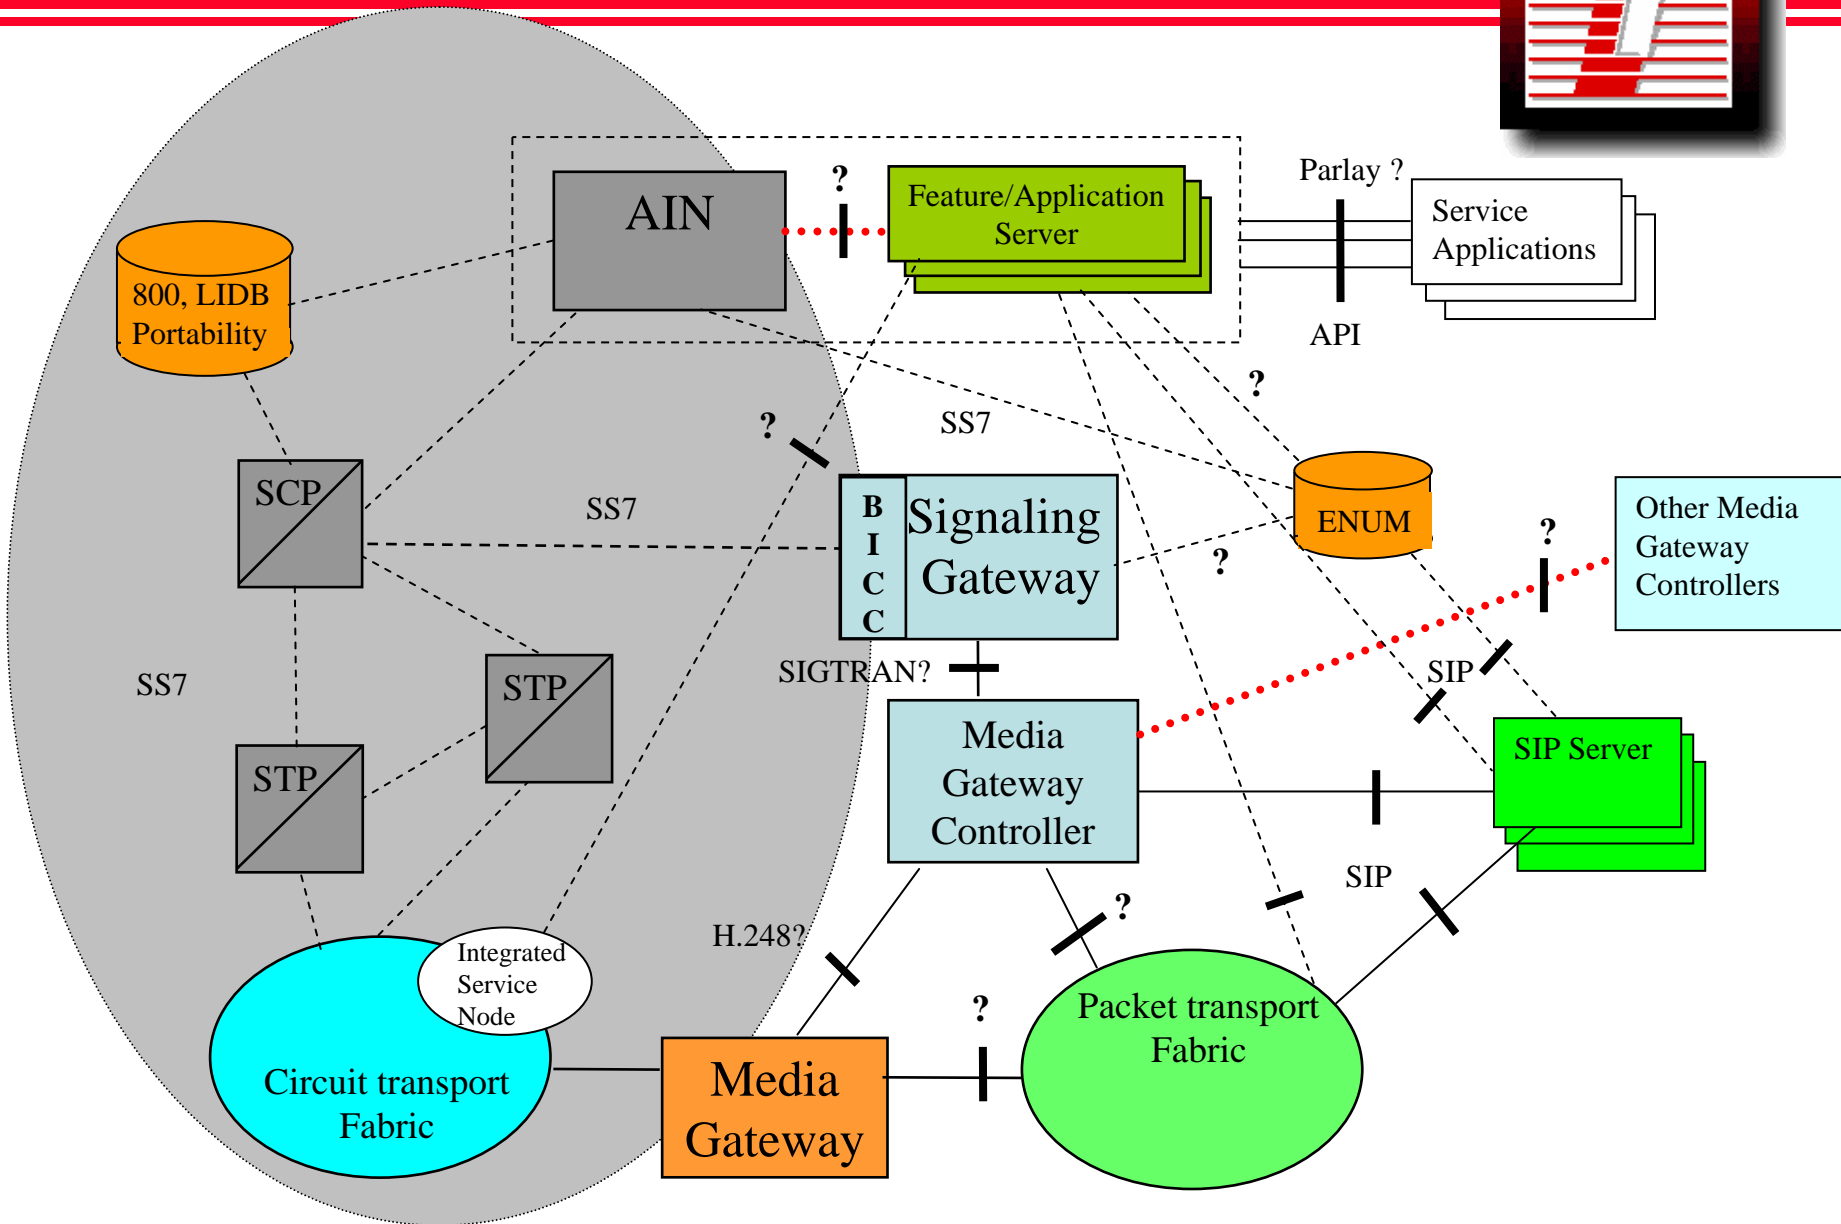 Parlay ?
?
AIN
Feature/Application
Server
Service
Applications
800, LIDB
Portability
API
?
?
SS7
SCP
SS7
B
I
C
C
Signaling
Gateway
ENUM
?
?
Other Media
Gateway
Controllers
SS7
STP
SIGTRAN?
SIP
STP
Media
Gateway
Controller
SIP Server
SIP
H.248?
?
Integrated
Service
Node
?
Packet transport
Fabric
Circuit transport
Fabric
Media
Gateway